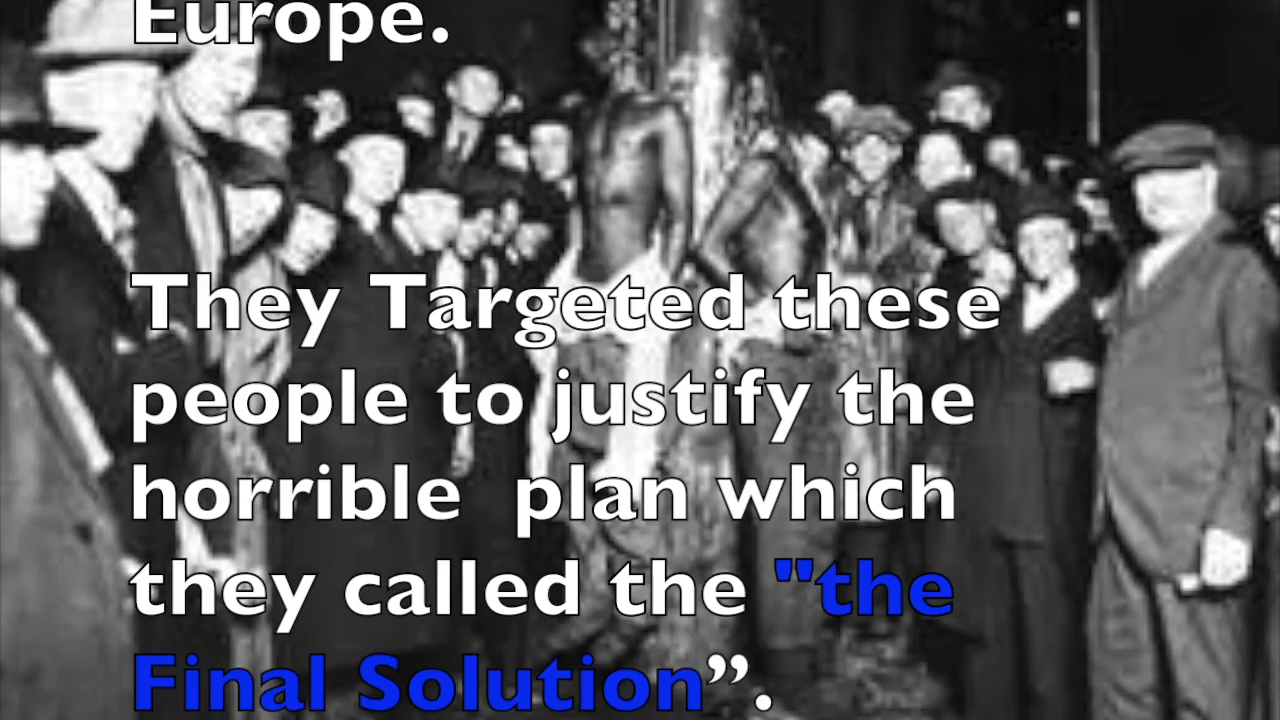 Europe.
They Targeted these
people to justify the
horrible  plan which
they called the "the
Final Solution”.